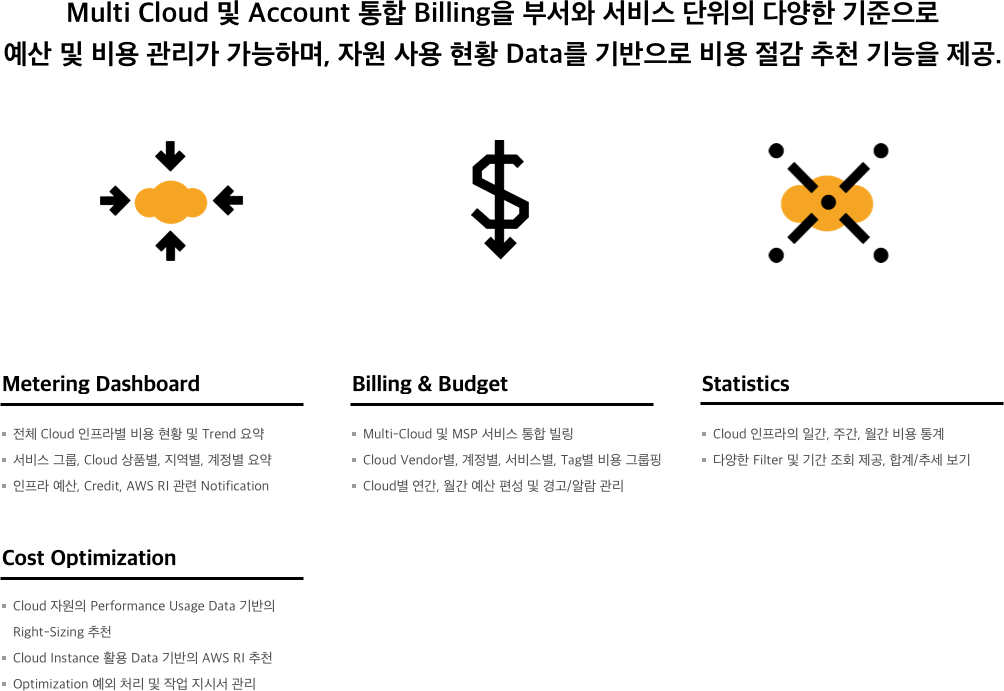 Multi Cloud 및 Account 통합 Billing을 부서와 서비스 단위의 다양한 기준으로
예산 및 비용 관리가 가능하며, 자원 사용 현황 Data를 기반으로 비용 절감 추천 기능을 제공.
Metering Dashboard
전체 Cloud 인프라별 비용 현황 및 Trend 요약
서비스 그룹, Cloud 상품별, 지역별, 계정별 요약
인프라 예산, Credit, AWS RI 관련 Notification
Billing & Budget
Multi-Cloud 및 MSP 서비스 통합 빌링
Cloud Vendor별, 계정별, 서비스별, Tag별 비용 그룹핑
Cloud별 연간, 월간 예산 편성 및 경고/알람 관리
Statistics
Cloud 인프라의 일간, 주간, 월간 비용 통계
다양한 Filter 및 기간 조회 제공, 합계/추세 보기
Cost Optimization
Cloud 자원의 Performance Usage Data 기반의
Right-Sizing 추천
Cloud Instance 활용 Data 기반의 AWS RI 추천
Optimization 예외 처리 및 작업 지시서 관리